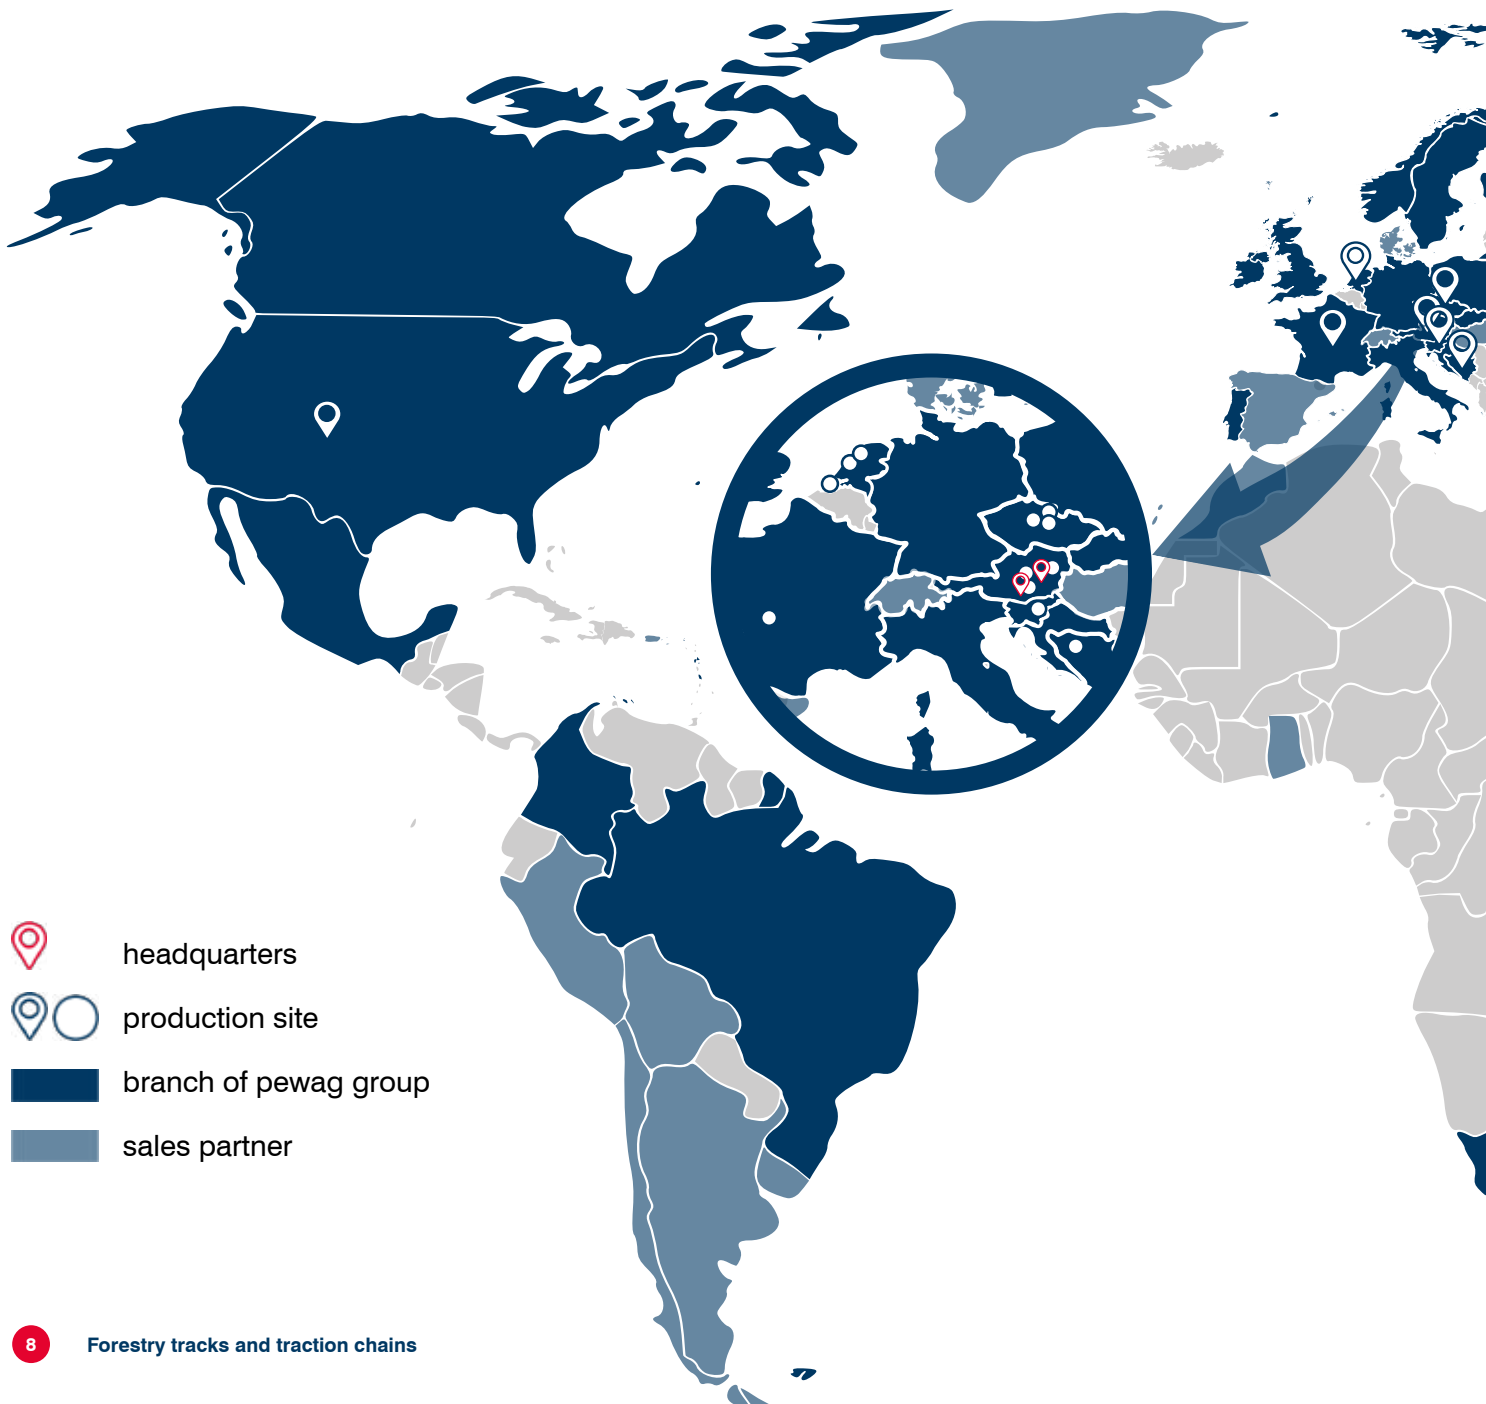 headquarters
production site
branch of pewag group
sales partner
8 Forestry tracks and traction chains